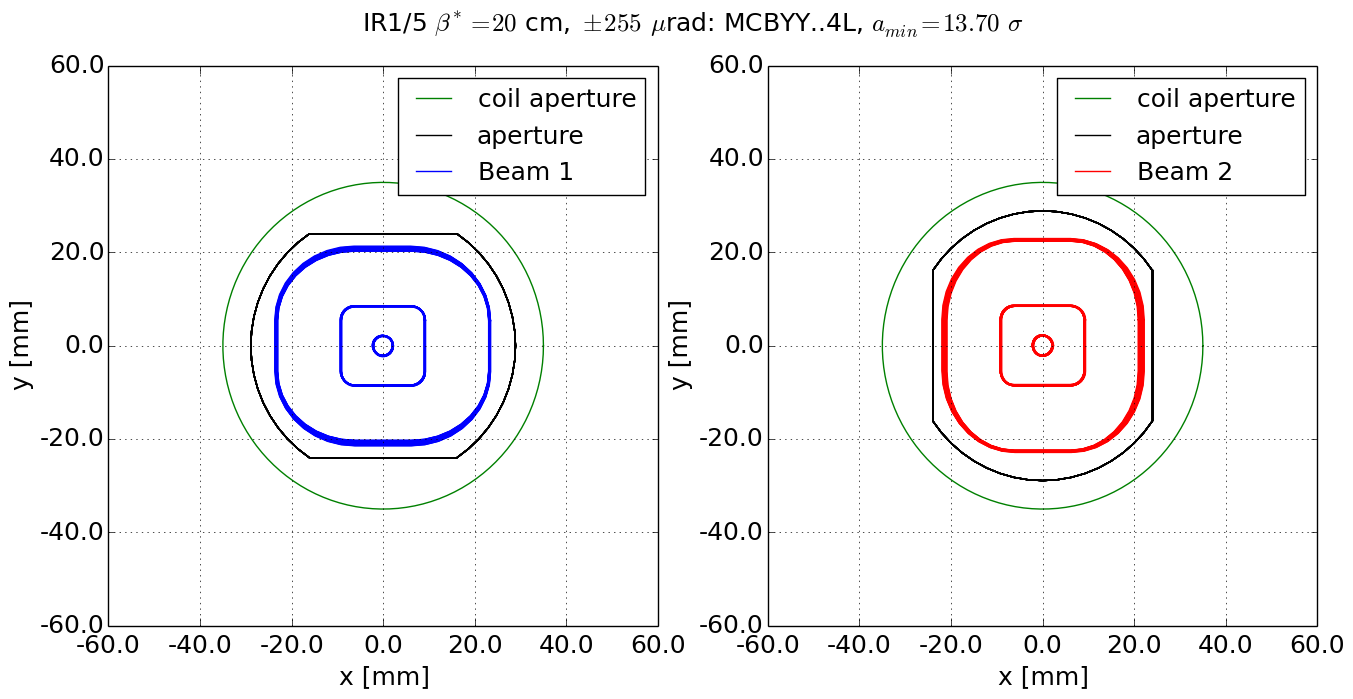 IR1/5 β* =20 cm, ±255 μrad: MCBYY..4L, a_min=13.70 σ
60.0
40.0
20.0
0.0
-20.0
-40.0
-60.0
y [mm]
-60.0 -40.0 -20.0 0.0 20.0 40.0 60.0
x [mm]
coil aperture
aperture
Beam 1
60.0
40.0
20.0
0.0
-20.0
-40.0
-60.0
y [mm]
-60.0 -40.0 -20.0 0.0 20.0 40.0 60.0
x [mm]
coil aperture
aperture
Beam 2